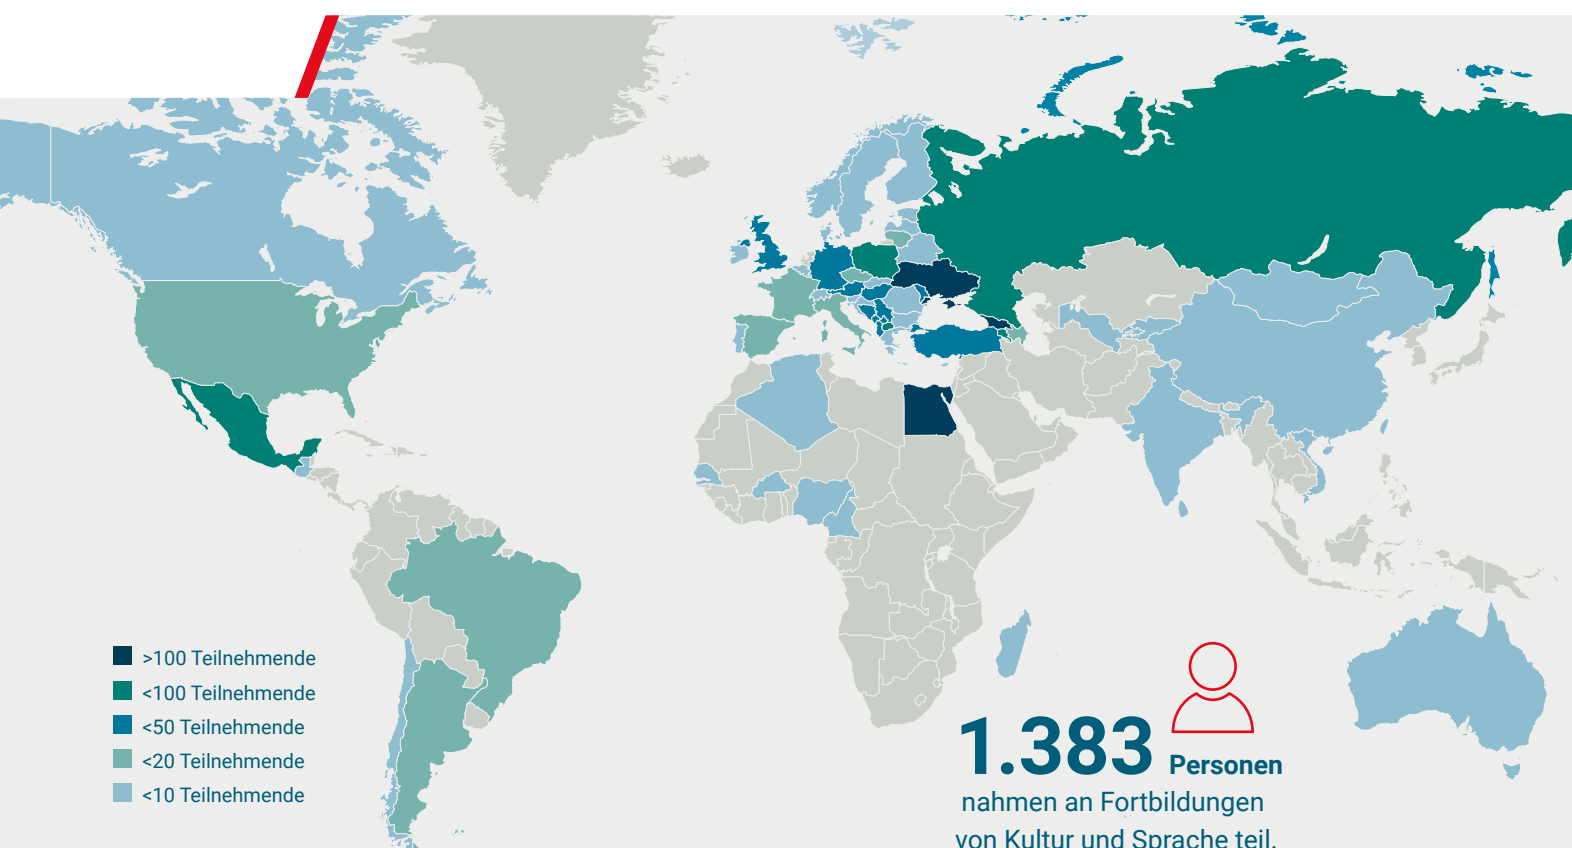 >100 Teilnehmende
<100 Teilnehmende
<50 Teilnehmende
<20 Teilnehmende
<10 Teilnehmende
1.383 Personen
nahmen an Fortbildungen
von Kultur und Sprache teil.